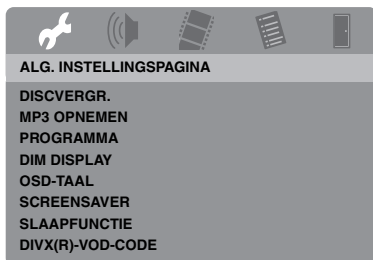 ALG. INSTELLINGSPAGINA
DISCVERGR.
MP3 OPNEMEN
PROGRAMMA
DIM DISPLAY
OSD-TAAL
SCREENSAVER
SLAAPFUNCTIE
DIVX(R)-VOD-CODE